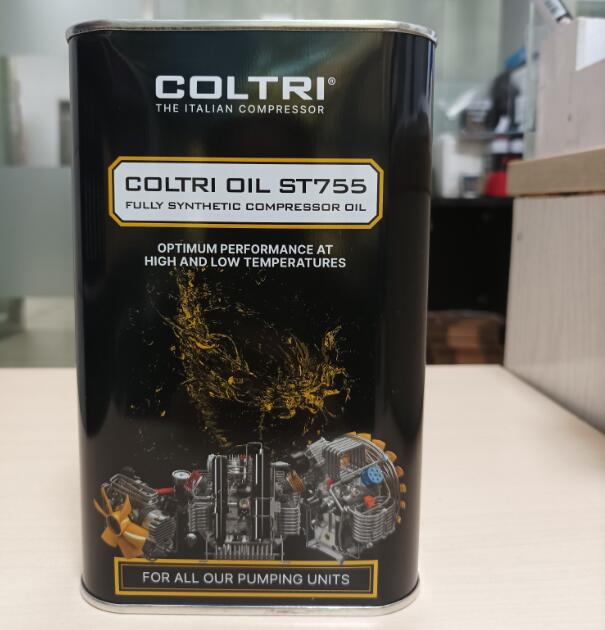 COLTRI®
THE ITALIAN COMPRESSOR
COLTRI OIL ST755
FULLY SYNTHETIC COMPRESSOR OIL
OPTIMUM PERFORMANCE AT
HIGH AND LOW TEMPERATURES
FOR ALL OUR PUMPING UNITS